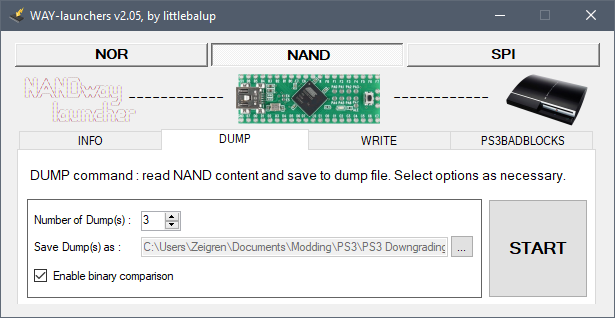 WAY-launchers v2.05, by littlebalup
NOR
NAND
SPI
NANDway
launcher
INFO
DUMP
WRITE
PS3BADBLOCKS
DUMP command : read NAND content and save to dump file. Select options as necessary.
Number of Dump(s) :
3
Save Dump(s) as :
C:\Users\Zeigren\Documents\Modding\PS3\PS3 Downgrading
...
Enable binary comparison
START